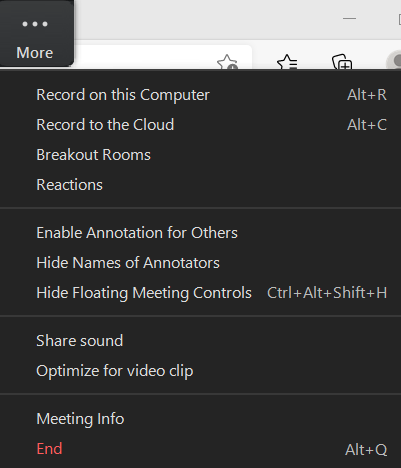 More
Record on this Computer Alt+R
Record to the Cloud Alt+C
Breakout Rooms
Reactions
Enable Annotation for Others
Hide Names of Annotators
Hide Floating Meeting Controls Ctrl+Alt+Shift+H
Share sound
Optimize for video clip
Meeting Info
End Alt+Q